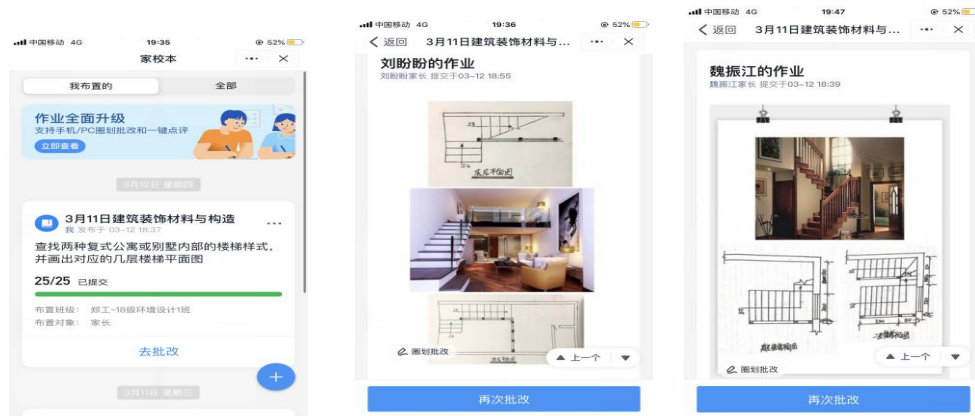 中国移动 4G 19:35 52%
家校本
我布置的 全部
作业全面升级
支持手机/PC圈划批改和一键点评
立即查看
3月12日 星期四
3月11日建筑装饰材料与构造
我 发布于 03-12 18:37
查找两种复式公寓或别墅内部的楼梯样式,
并画出对应的几层楼梯平面图
25/25 已提交
布置班级: 郑工-18级环境设计1班
布置对象: 家长
去批改
3月11日 星期三
中国移动 4G 19:36 52%
返回 3月11日建筑装饰材料与...
刘盼盼的作业
刘盼盼家长 提交于03-12 18:55
底层平面图
圈划批改
上一个
再次批改
中国移动 4G 19:47 52%
返回 3月11日建筑装饰材料与...
魏振江的作业
魏振江家长 提交于03-12 18:39
圈划批改
上一个
再次批改